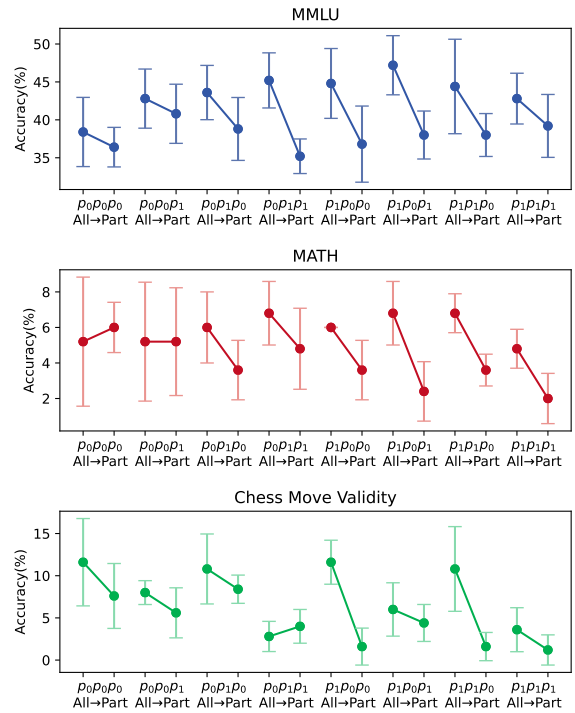 MMLU
Accuracy(%)
50
45
40
35
p₀p₀p₀ p₀p₀p₁ p₀p₁p₀ p₀p₁p₁ p₁p₀p₀ p₁p₀p₁ p₁p₁p₀ p₁p₁p₁
All→Part All→Part All→Part All→Part All→Part All→Part All→Part All→Part
MATH
Accuracy(%)
8
6
4
2
p₀p₀p₀ p₀p₀p₁ p₀p₁p₀ p₀p₁p₁ p₁p₀p₀ p₁p₀p₁ p₁p₁p₀ p₁p₁p₁
All→Part All→Part All→Part All→Part All→Part All→Part All→Part All→Part
Chess Move Validity
Accuracy(%)
15
10
5
0
p₀p₀p₀ p₀p₀p₁ p₀p₁p₀ p₀p₁p₁ p₁p₀p₀ p₁p₀p₁ p₁p₁p₀ p₁p₁p₁
All→Part All→Part All→Part All→Part All→Part All→Part All→Part All→Part